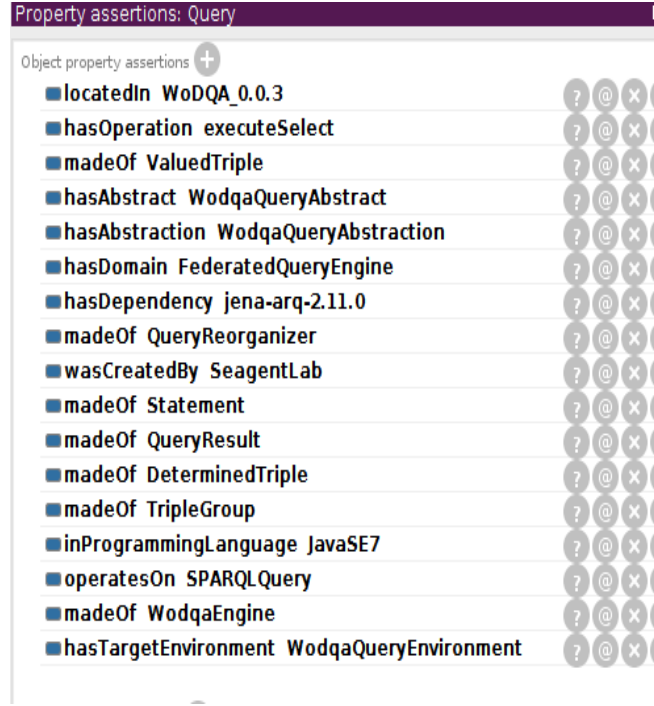 Property assertions: Query
Object property assertions +
locatedIn WoDQA_0.0.3 ? @ X
hasOperation executeSelect ? @ X
madeOf ValuedTriple ? @ X
hasAbstract WodqaQueryAbstract ? @ X
hasAbstraction WodqaQueryAbstraction ? @ X
hasDomain FederatedQueryEngine ? @ X
hasDependency jena-arq-2.11.0 ? @ X
madeOf QueryReorganizer ? @ X
wasCreatedBy SeagentLab ? @ X
madeOf Statement ? @ X
madeOf QueryResult ? @ X
madeOf DeterminedTriple ? @ X
madeOf TripleGroup ? @ X
inProgrammingLanguage JavaSE7 ? @ X
operatesOn SPARQLQuery ? @ X
madeOf WodqaEngine ? @ X
hasTargetEnvironment WodqaQueryEnvironment ? @ X